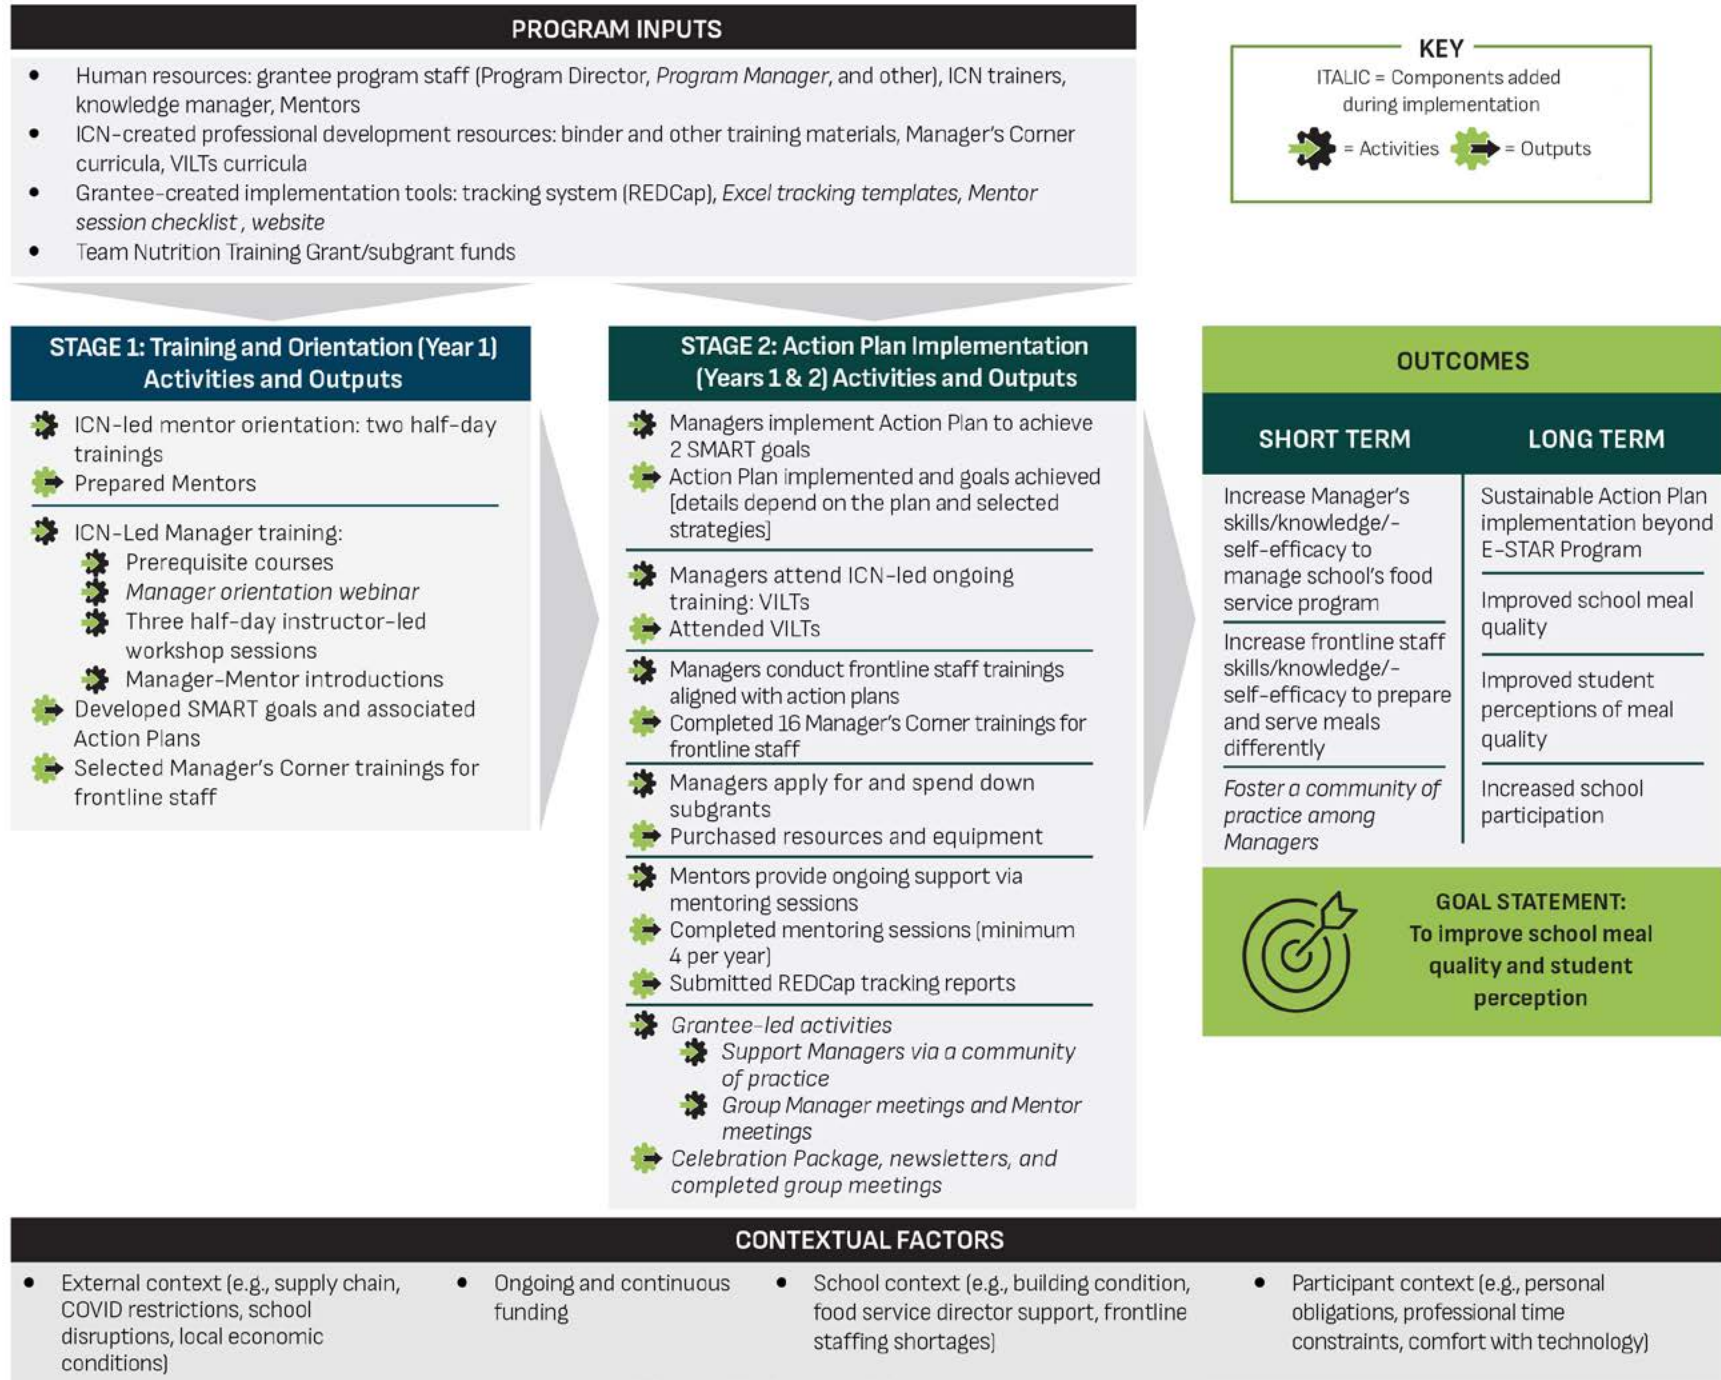 PROGRAM INPUTS
• Human resources: grantee program staff (Program Director, Program Manager, and other), ICN trainers,
knowledge manager, Mentors
• ICN-created professional development resources: binder and other training materials, Manager's Corner
curricula, VILTs curricula
• Grantee-created implementation tools: tracking system (REDCap), Excel tracking templates, Mentor
session checklist , website
• Team Nutrition Training Grant/subgrant funds
KEY
ITALIC = Components added
during implementation
= Activities
= Outputs
STAGE 1: Training and Orientation (Year 1)
Activities and Outputs
ICN-led mentor orientation: two half-day
trainings
Prepared Mentors
ICN-Led Manager training:
Prerequisite courses
Manager orientation webinar
Three half-day instructor-led
workshop sessions
Manager-Mentor introductions
Developed SMART goals and associated
Action Plans
Selected Manager's Corner trainings for
frontline staff
STAGE 2: Action Plan Implementation
(Years 1 & 2) Activities and Outputs
Managers implement Action Plan to achieve
2 SMART goals
Action Plan implemented and goals achieved
[details depend on the plan and selected
strategies]
Managers attend ICN-led ongoing
training: VILTs
Attended VILTs
Managers conduct frontline staff trainings
aligned with action plans
Completed 16 Manager's Corner trainings for
frontline staff
Managers apply for and spend down
subgrants
Purchased resources and equipment
Mentors provide ongoing support via
mentoring sessions
Completed mentoring sessions (minimum
4 per year)
Submitted REDCap tracking reports
Grantee-led activities
Support Managers via a community
of practice
Group Manager meetings and Mentor
meetings
Celebration Package, newsletters, and
completed group meetings
OUTCOMES
SHORT TERM
Increase Manager's
skills/knowledge/-
self-efficacy to
manage school's food
service program
Increase frontline staff
skills/knowledge/-
self-efficacy to prepare
and serve meals
differently
Foster a community of
practice among
Managers
LONG TERM
Sustainable Action Plan
implementation beyond
E-STAR Program
Improved school meal
quality
Improved student
perceptions of meal
quality
Increased school
participation
GOAL STATEMENT:
To improve school meal
quality and student
perception
CONTEXTUAL FACTORS
• External context (e.g., supply chain,
COVID restrictions, school
disruptions, local economic
conditions)
• Ongoing and continuous
funding
• School context (e.g., building condition,
food service director support, frontline
staffing shortages)
• Participant context (e.g., personal
obligations, professional time
constraints, comfort with technology)